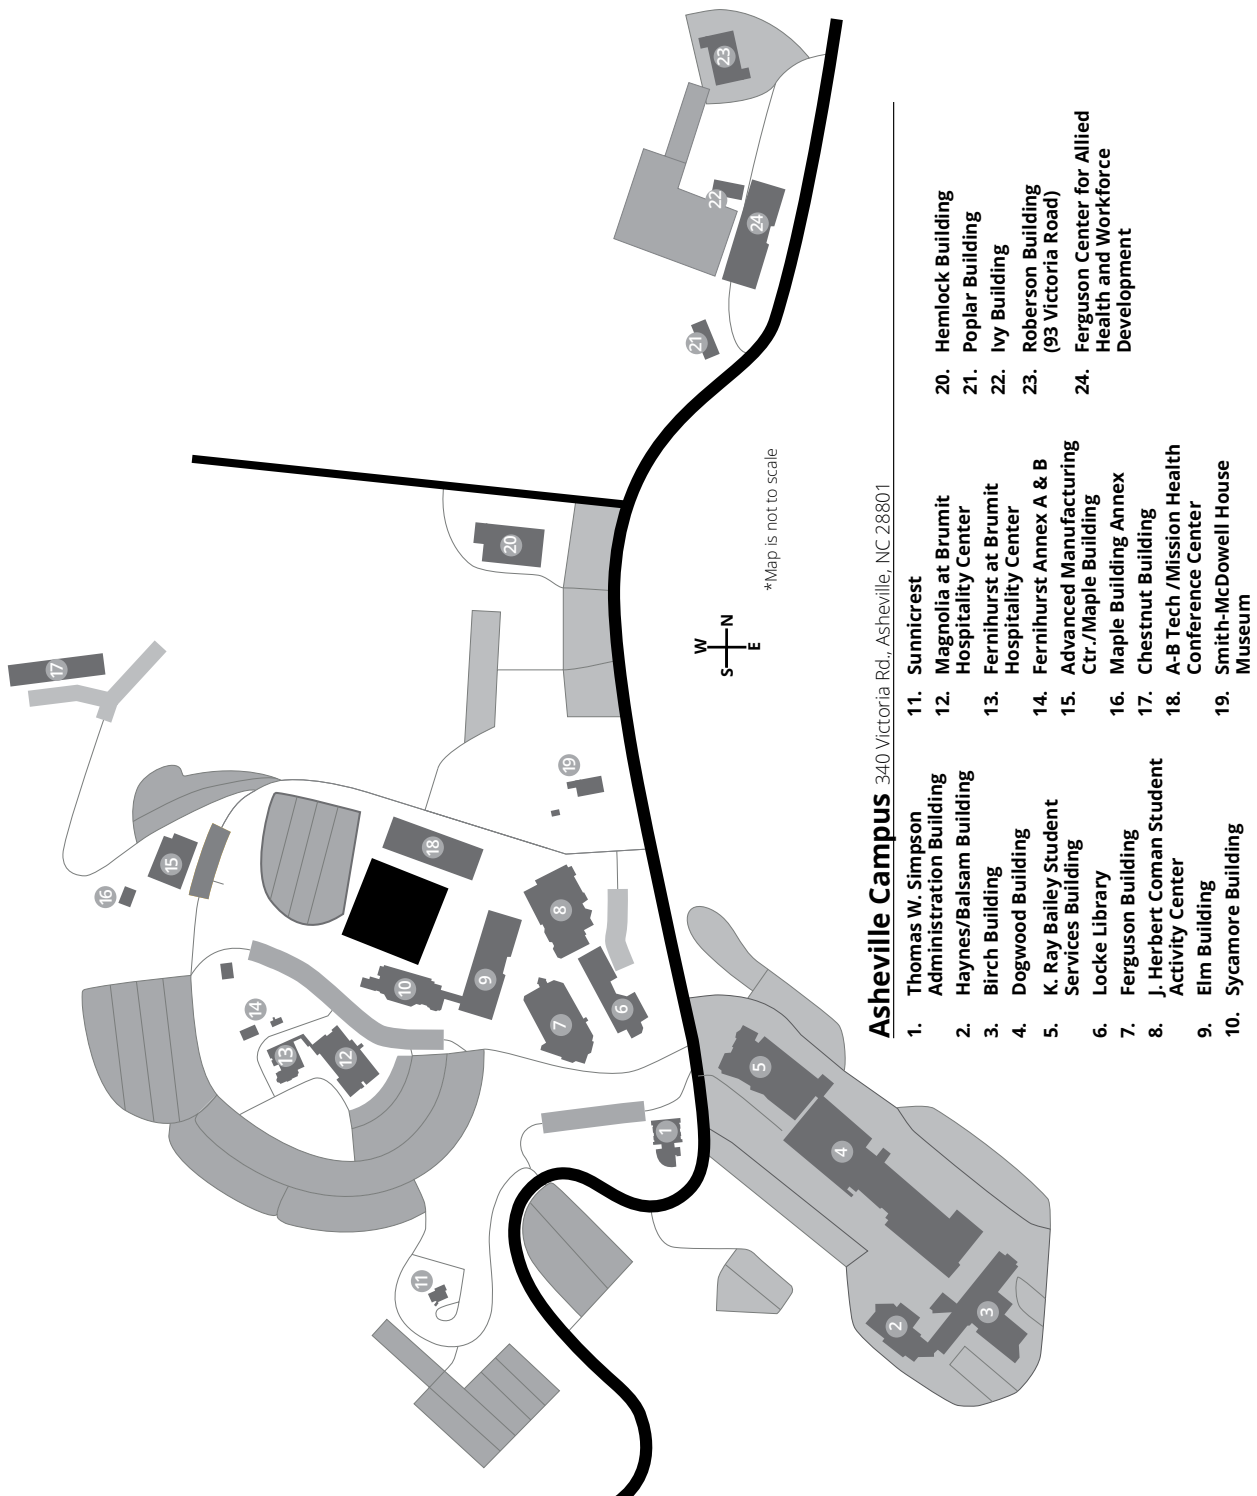 Asheville Campus 340 Victoria Rd., Asheville, NC 28801
1. Thomas W. Simpson
Administration Building
2. Haynes/Balsam Building
3. Birch Building
4. Dogwood Building
5. K. Ray Bailey Student
Services Building
6. Locke Library
7. Ferguson Building
8. J. Herbert Coman Student
Activity Center
9. Elm Building
10. Sycamore Building
11. Sunnicrest
12. Magnolia at Brumit
Hospitality Center
13. Fernihurst at Brumit
Hospitality Center
14. Fernihurst Annex A & B
15. Advanced Manufacturing
Ctr./Maple Building
16. Maple Building Annex
17. Chestnut Building
18. A-B Tech /Mission Health
Conference Center
19. Smith-McDowell House
Museum
20. Hemlock Building
21. Poplar Building
22. Ivy Building
23. Roberson Building
(93 Victoria Road)
24. Ferguson Center for Allied
Health and Workforce
Development
*Map is not to scale
W
S
N
E
1
2
3
4
5
6
7
8
9
10
11
12
13
14
15
16
17
18
19
20
21
22
23
24